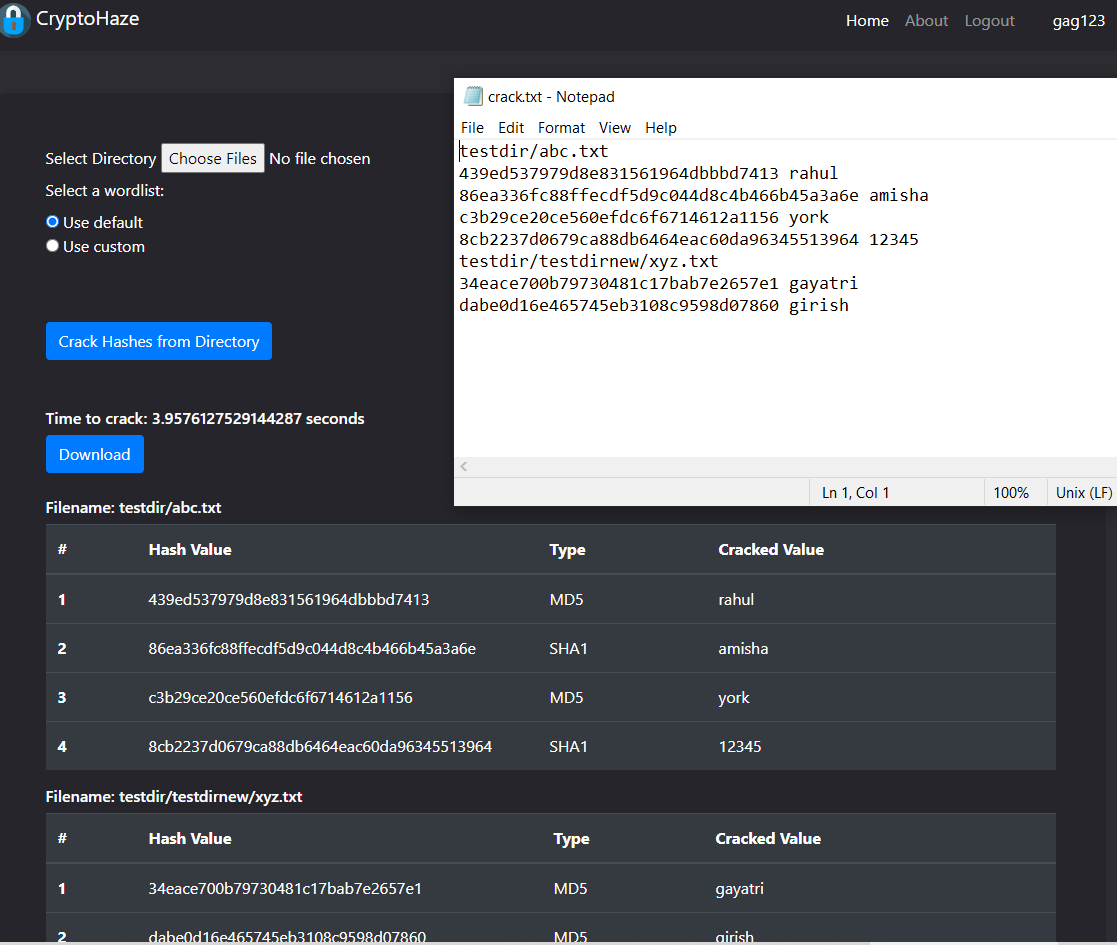 CryptoHaze
Home About Logout gag123
Select Directory Choose Files No file chosen
Select a wordlist:
Use default
Use custom
Crack Hashes from Directory
Time to crack: 3.9576127529144287 seconds
Download
crack.txt - Notepad
File Edit Format View Help
testdir/abc.txt
439ed537979d8e831561964dbbbd7413 rahul
86ea336fc88ffecdf5d9c044d8c4b466b45a3a6e amisha
c3b29ce20ce560efdc6f6714612a1156 york
8cb2237d0679ca88db6464eac60da96345513964 12345
testdir/testdirnew/xyz.txt
34eace700b79730481c17bab7e2657e1 gayatri
dabe0d16e465745eb3108c9598d07860 girish
Ln 1, Col 1 100% Unix (LF)
Filename: testdir/abc.txt
# Hash Value Type Cracked Value
1 439ed537979d8e831561964dbbbd7413 MD5 rahul
2 86ea336fc88ffecdf5d9c044d8c4b466b45a3a6e SHA1 amisha
3 c3b29ce20ce560efdc6f6714612a1156 MD5 york
4 8cb2237d0679ca88db6464eac60da96345513964 SHA1 12345
Filename: testdir/testdirnew/xyz.txt
# Hash Value Type Cracked Value
1 34eace700b79730481c17bab7e2657e1 MD5 gayatri
2 dabe0d16e465745eb3108c9598d07860 MD5 girish